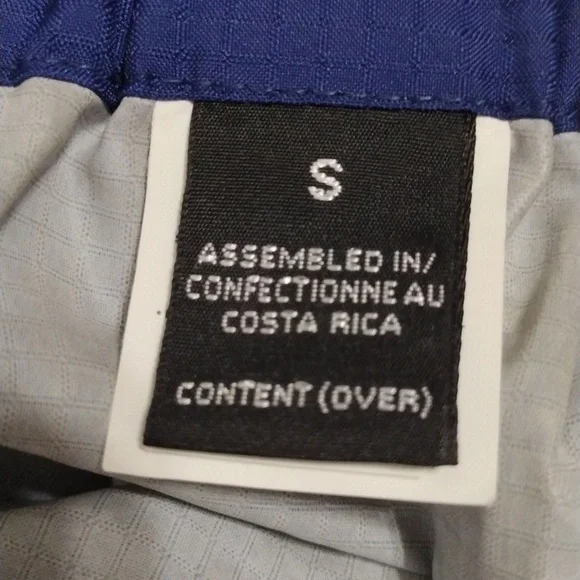 S
ASSEMBLED IN/
CONFECTIONNE AU
COSTA RICA
CONTENT (OVER)